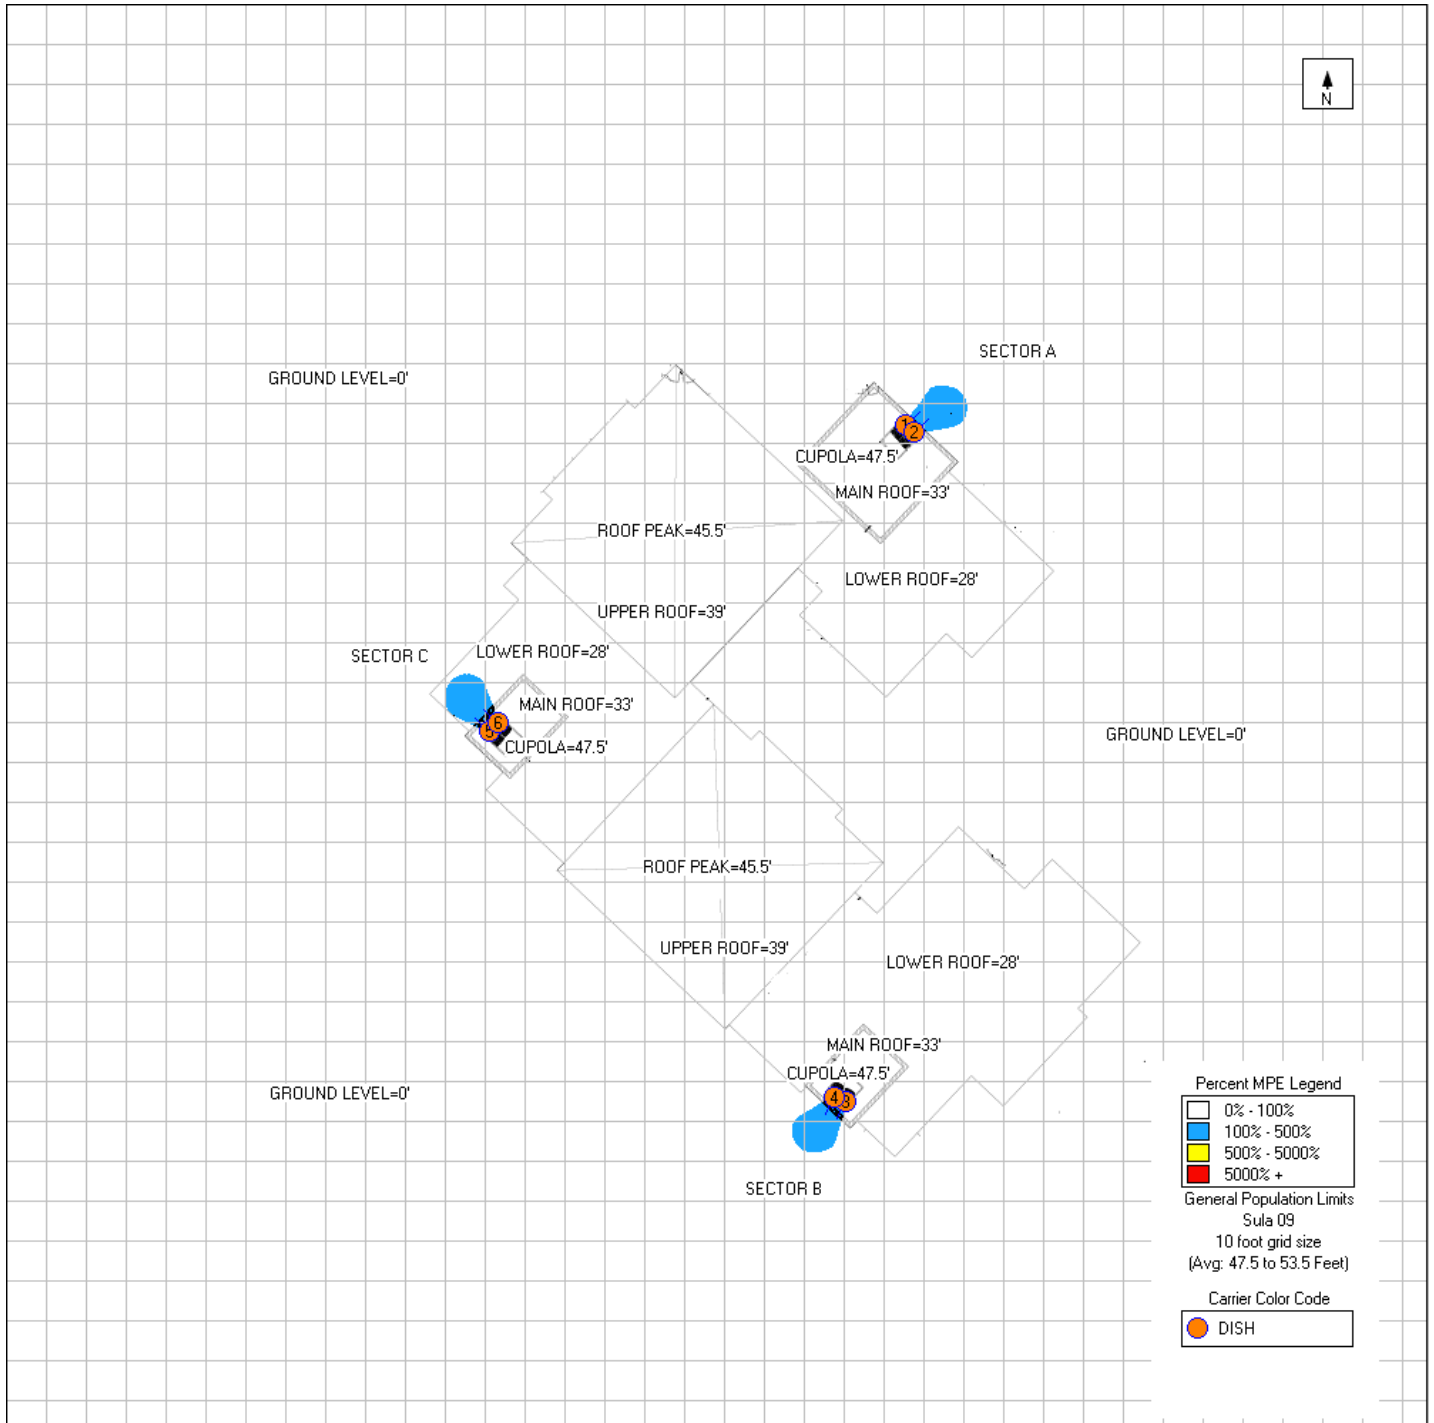 N
SECTOR A
GROUND LEVEL=0'
1
2
CUPOLA=47.5'
MAIN ROOF=33'
ROOF PEAK=45.5'
LOWER ROOF=28'
UPPER ROOF=39'
SECTOR C
LOWER ROOF=28'
MAIN ROOF=33'
6
5
CUPOLA=47.5'
GROUND LEVEL=0'
ROOF PEAK=45.5'
UPPER ROOF=39'
LOWER ROOF=28'
MAIN ROOF=33'
CUPOLA=47.5'
GROUND LEVEL=0'
4
3
SECTOR B
Percent MPE Legend
0% - 100%
100% - 500%
500% - 5000%
5000% +
General Population Limits
Sula 09
10 foot grid size
(Avg: 47.5 to 53.5 Feet)
Carrier Color Code
DISH